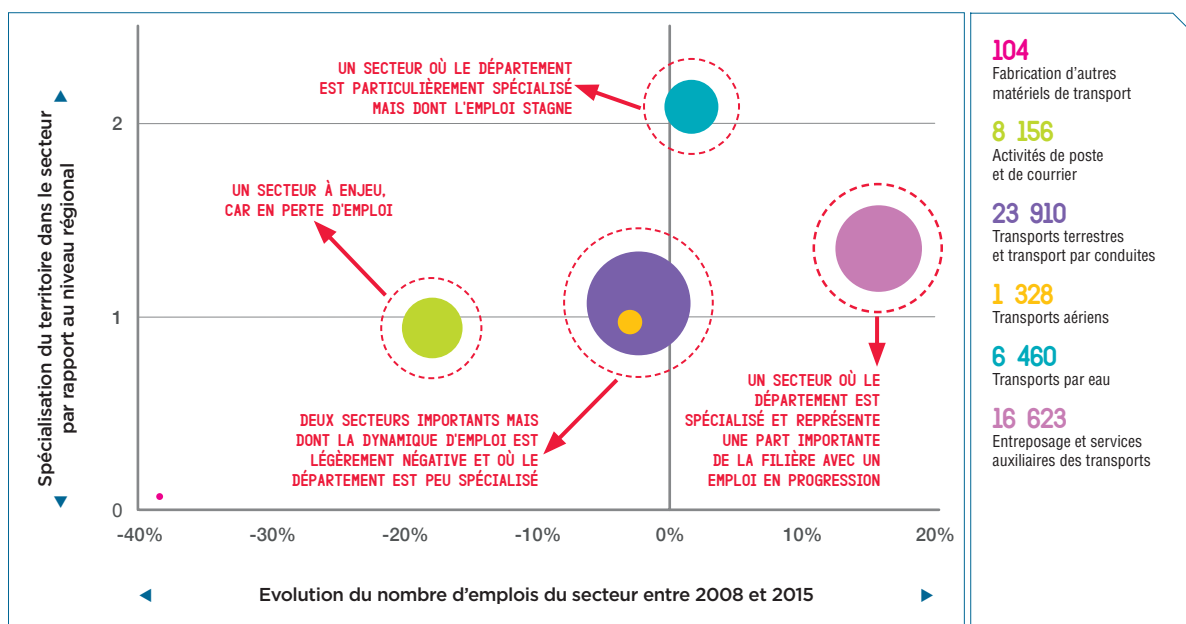 Spécialisation du territoire dans le secteur
par rapport au niveau régional
2
1
0
UN SECTEUR OÙ LE DÉPARTEMENT
EST PARTICULIÈREMENT SPÉCIALISÉ
MAIS DONT L'EMPLOI STAGNE
UN SECTEUR À ENJEU,
CAR EN PERTE D'EMPLOI
DEUX SECTEURS IMPORTANTS MAIS
DONT LA DYNAMIQUE D'EMPLOI EST
LÉGÈREMENT NÉGATIVE ET OÙ LE
DÉPARTEMENT EST PEU SPÉCIALISÉ
UN SECTEUR OÙ LE
DÉPARTEMENT EST
SPÉCIALISÉ ET REPRÉSENTE
UNE PART IMPORTANTE
DE LA FILIÈRE AVEC UN
EMPLOI EN PROGRESSION
-40%
-30%
-20%
-10%
0%
10%
20%
Evolution du nombre d'emplois du secteur entre 2008 et 2015
104
Fabrication d'autres
matériels de transport
8 156
Activités de poste
et de courrier
23 910
Transports terrestres
et transport par conduites
1 328
Transports aériens
6 460
Transports par eau
16 623
Entreposage et services
auxiliaires des transports